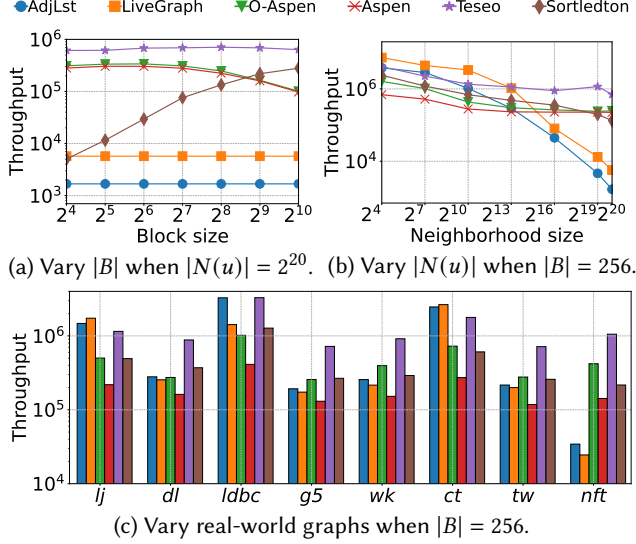 AdjLst LiveGraph O-Aspen Aspen Teseo Sortledton
Throughput
10^6
10^5
10^4
10^3
2^4 2^5 2^6 2^7 2^8 2^9 2^10
Block size
(a) Vary |B| when |N(u)| = 2^20.
Throughput
10^6
10^4
2^4 2^7 2^10 2^13 2^16 2^19 2^20
Neighborhood size
(b) Vary |N(u)| when |B| = 256.
Throughput
10^6
10^5
10^4
lj dl ldbc g5 wk ct tw nft
(c) Vary real-world graphs when |B| = 256.